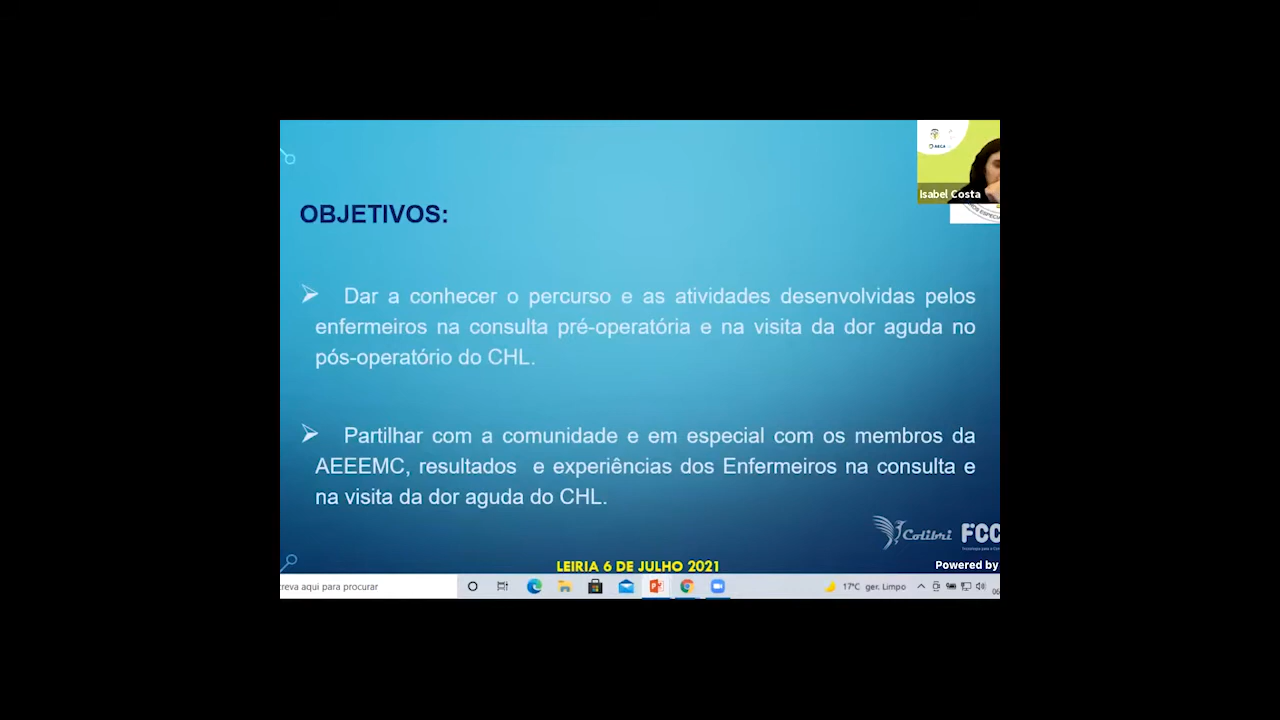 AECA
Isabel Costa
OBJETIVOS:
➢ Dar a conhecer o percurso e as atividades desenvolvidas pelos
enfermeiros na consulta pré-operatória e na visita da dor aguda no
pós-operatório do CHL.
➢ Partilhar com a comunidade e em especial com os membros da
AEEEMC, resultados e experiências dos Enfermeiros na consulta e
na visita da dor aguda do CHL.
Colibri FCC
LEIRIA 6 DE JULHO 2021
Powered by
creva aqui para procurar
17ºC ger. Limpo